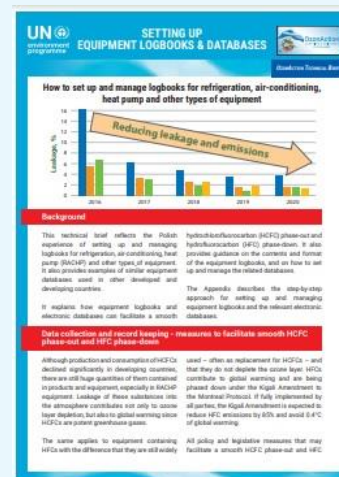 UN
environment
programme
SETTING UP
EQUIPMENT LOGBOOKS & DATABASES
OzonAction
OZONACTION TECHNICAL BRIEF
How to set up and manage logbooks for refrigeration, air-conditioning,
heat pump and other types of equipment
Leakage, %
16
14
12
10
8
6
4
2
0
Reducing leakage and emissions
2016 2017 2018 2019 2020
Background
This technical brief reflects the Polish
experience of setting up and managing
logbooks for refrigeration, air-conditioning, heat
pump (RACHP) and other types of equipment.
It also provides examples of similar equipment
databases used in other developed and
developing countries.
It explains how equipment logbooks and
electronic databases can facilitate a smooth
hydrochlorofluorocarbon (HCFC) phase-out and
hydrofluorocarbon (HFC) phase-down. It also
provides guidance on the contents and format
of the equipment logbooks, and on how to set
up and manage the related databases.
The Appendix describes the step-by-step
approach for setting up and managing
equipment logbooks and the relevant electronic
databases.
Data collection and record keeping - measures to facilitate smooth HCFC
phase-out and HFC phase-down
Although production and consumption of HCFCs
declined significantly in developing countries,
there are still huge quantities of them contained
in products and equipment, especially in RACHP
equipment. Leakage of these substances into
the atmosphere contributes not only to ozone
layer depletion, but also to global warming since
HCFCs are potent greenhouse gases.
The same applies to equipment containing
HFCs with the difference that they are still widely
used – often as replacement for HCFCs – and
that they do not deplete the ozone layer. HFCs
contribute to global warming and are being
phased down under the Kigali Amendment to
the Montreal Protocol. If fully implemented by
all parties, the Kigali Amendment is expected to
reduce HFC emissions by 85% and avoid 0.4°C
of global warming.
All policy and legislative measures that may
facilitate a smooth HCFC phase-out and HFC